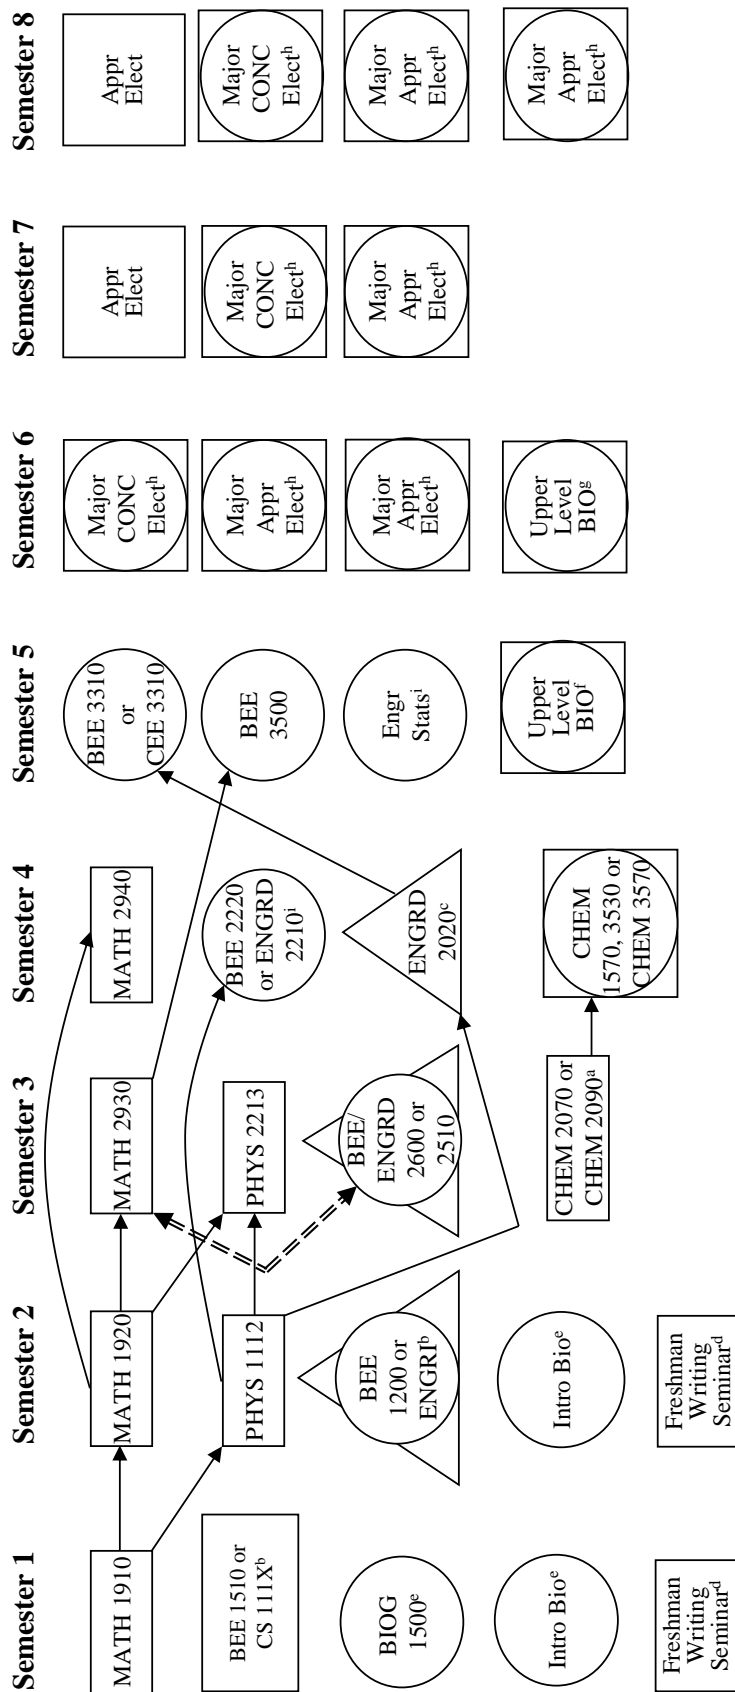 Semester 1
MATH 1910
BEE 1510 or
CS 111Xᵇ
BIOG
1500ᵉ
Intro Bioᵉ
Freshman
Writing
Seminarᵈ
Semester 2
MATH 1920
PHYS 1112
BEE
1200 or
ENGRIᵇ
Intro Bioᵉ
Freshman
Writing
Seminarᵈ
Semester 3
MATH 2930
PHYS 2213
BEE/
ENGRD
2600 or
2510
CHEM 2070 or
CHEM 2090ᵃ
Semester 4
MATH 2940
BEE 2220
or ENGRD
2210ⁱ
ENGRD
2020ᶜ
CHEM
1570, 3530 or
CHEM 3570
Semester 5
BEE 3310
or
CEE 3310
BEE
3500
Engr
Statsⁱ
Upper
Level
BIOᶠ
Semester 6
Major
CONC
Electʰ
Major
Appr
Electʰ
Major
Appr
Electʰ
Upper
Level
BIOᵍ
Semester 7
Appr
Elect
Major
CONC
Electʰ
Major
Appr
Electʰ
Semester 8
Appr
Elect
Major
CONC
Electʰ
Major
Appr
Electʰ
Major
Appr
Electʰ